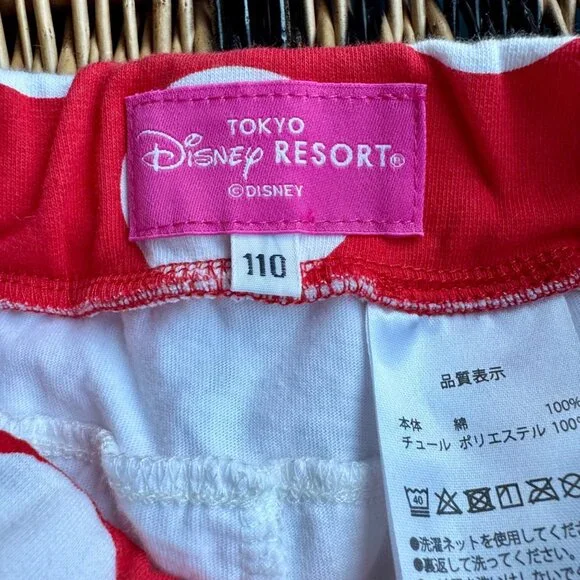 TOKYO
Disney RESORT®
©DISNEY
110
品質表示
本体 綿 100%
チュール ポリエステル 100%
40
●洗濯ネットを使用してくだ
●裏返して洗ってください